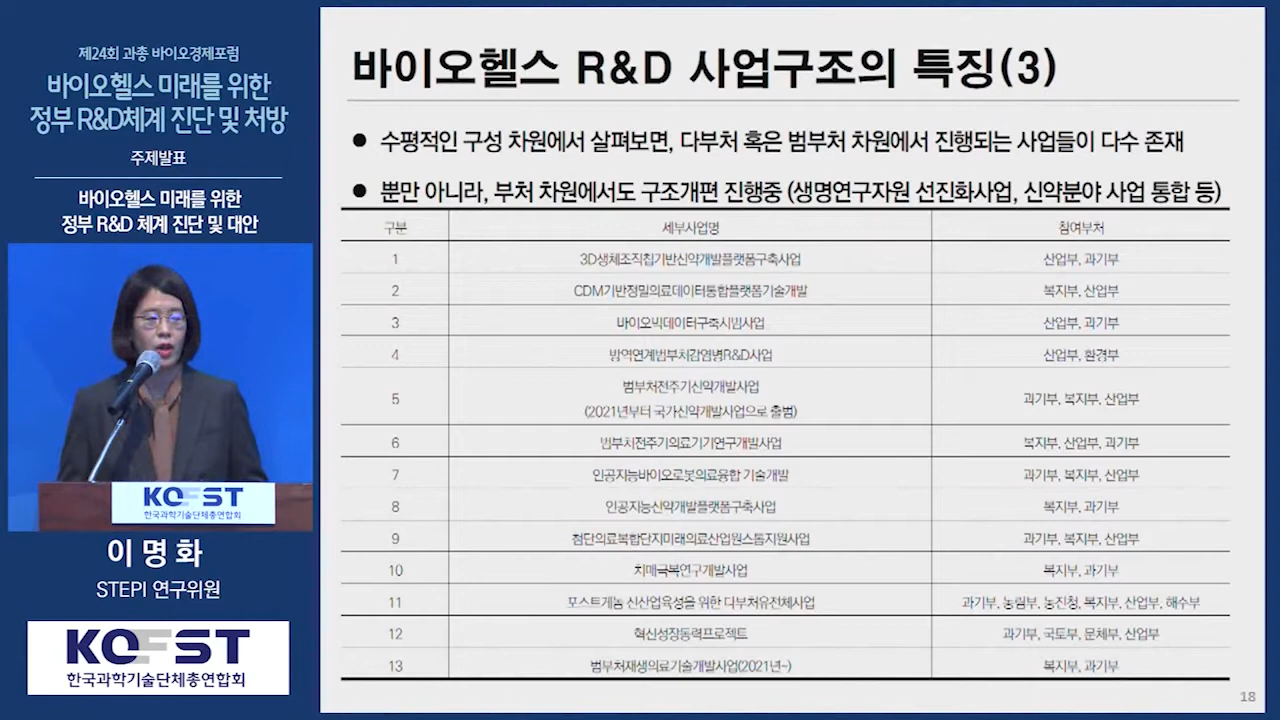 제24회 과총 바이오경제포럼
바이오헬스 미래를 위한
정부 R&D체계 진단 및 처방
주제발표
바이오헬스 미래를 위한
정부 R&D 체계 진단 및 대안
KOFST
한국과학기술단체총연합회
이명화
STEPI 연구위원
KOFST
한국과학기술단체총연합회
바이오헬스 R&D 사업구조의 특징(3)
● 수평적인 구성 차원에서 살펴보면, 다부처 혹은 범부처 차원에서 진행되는 사업들이 다수 존재
● 뿐만 아니라, 부처 차원에서도 구조개편 진행중 (생명연구자원 선진화사업, 신약분야 사업 통합 등)
구분 세부사업명 참여부처
1 3D생체조직칩기반신약개발플랫폼구축사업 산업부, 과기부
2 CDM기반정밀의료데이터통합플랫폼기술개발 복지부, 산업부
3 바이오빅데이터구축시범사업 산업부, 과기부
4 방역연계범부처감염병R&D사업 산업부, 환경부
5 범부처전주기신약개발사업 과기부, 복지부, 산업부
(2021년부터 국가신약개발사업으로 출범)
6 범부처전주기의료기기연구개발사업 복지부, 산업부, 과기부
7 인공지능바이오로봇의료융합 기술개발 과기부, 복지부, 산업부
8 인공지능신약개발플랫폼구축사업 복지부, 과기부
9 첨단의료복합단지미래의료산업원스톱지원사업 과기부, 복지부, 산업부
10 치매극복연구개발사업 복지부, 과기부
11 포스트게놈 신산업육성을 위한 다부처유전체사업 과기부, 농림부, 농진청, 복지부, 산업부, 해수부
12 혁신성장동력프로젝트 과기부, 국토부, 문체부, 산업부
13 범부처재생의료기술개발사업(2021년~) 복지부, 과기부
18